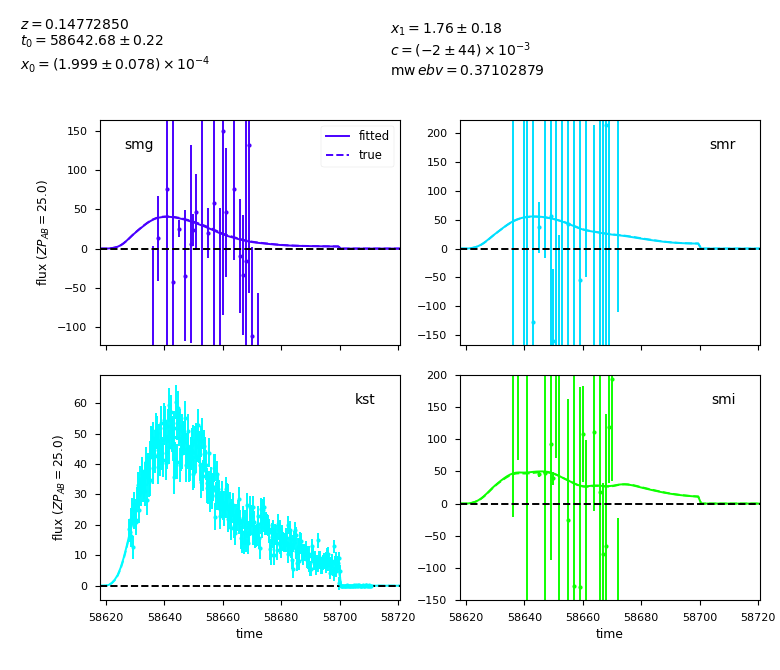 z = 0.14772850
t₀ = 58642.68 ± 0.22
x₀ = (1.999 ± 0.078) × 10⁻⁴
x₁ = 1.76 ± 0.18
c = (−2 ± 44) × 10⁻³
mw ebv = 0.37102879
smg
fitted
true
150
100
50
0
−50
−100
flux (ZP_AB = 25.0)
smr
200
150
100
50
0
−50
−100
−150
kst
60
50
40
30
20
10
0
flux (ZP_AB = 25.0)
58620 58640 58660 58680 58700 58720
time
smi
200
150
100
50
0
−50
−100
−150
58620 58640 58660 58680 58700 58720
time